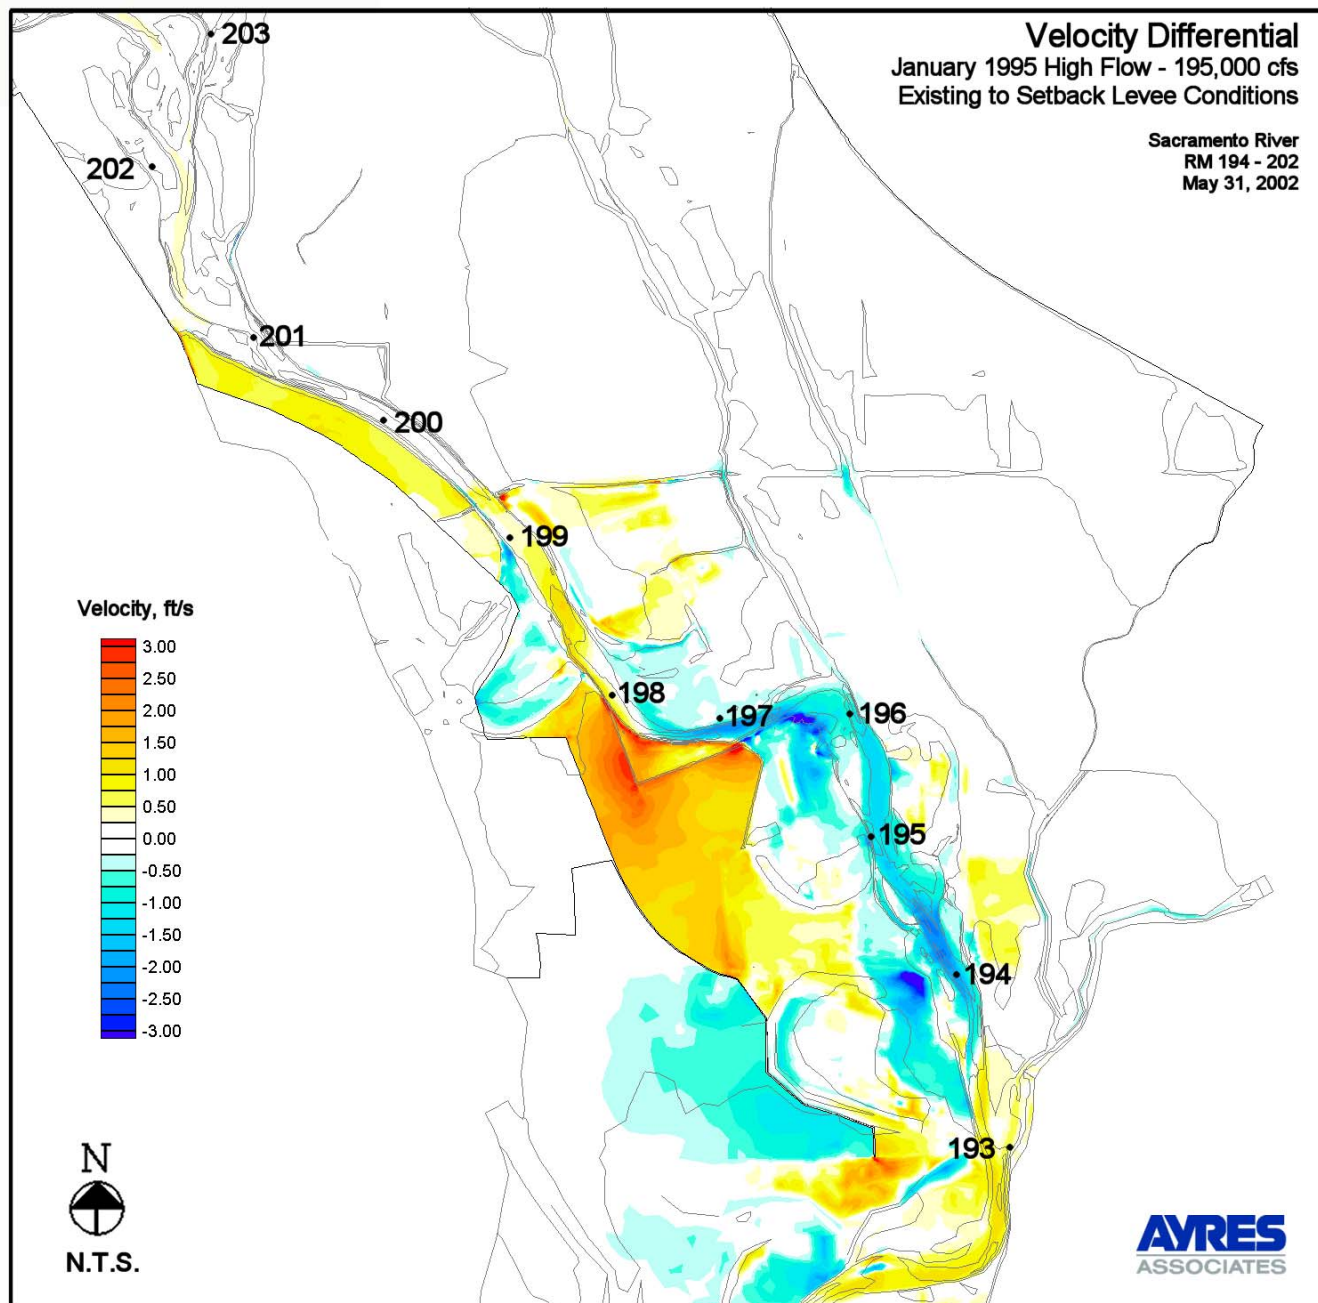 Velocity Differential
January 1995 High Flow - 195,000 cfs
Existing to Setback Levee Conditions
Sacramento River
RM 194 - 202
May 31, 2002
203
202
201
200
199
198
197
196
195
194
193
Velocity, ft/s
3.00
2.50
2.00
1.50
1.00
0.50
0.00
-0.50
-1.00
-1.50
-2.00
-2.50
-3.00
N
N.T.S.
AYRES
ASSOCIATES